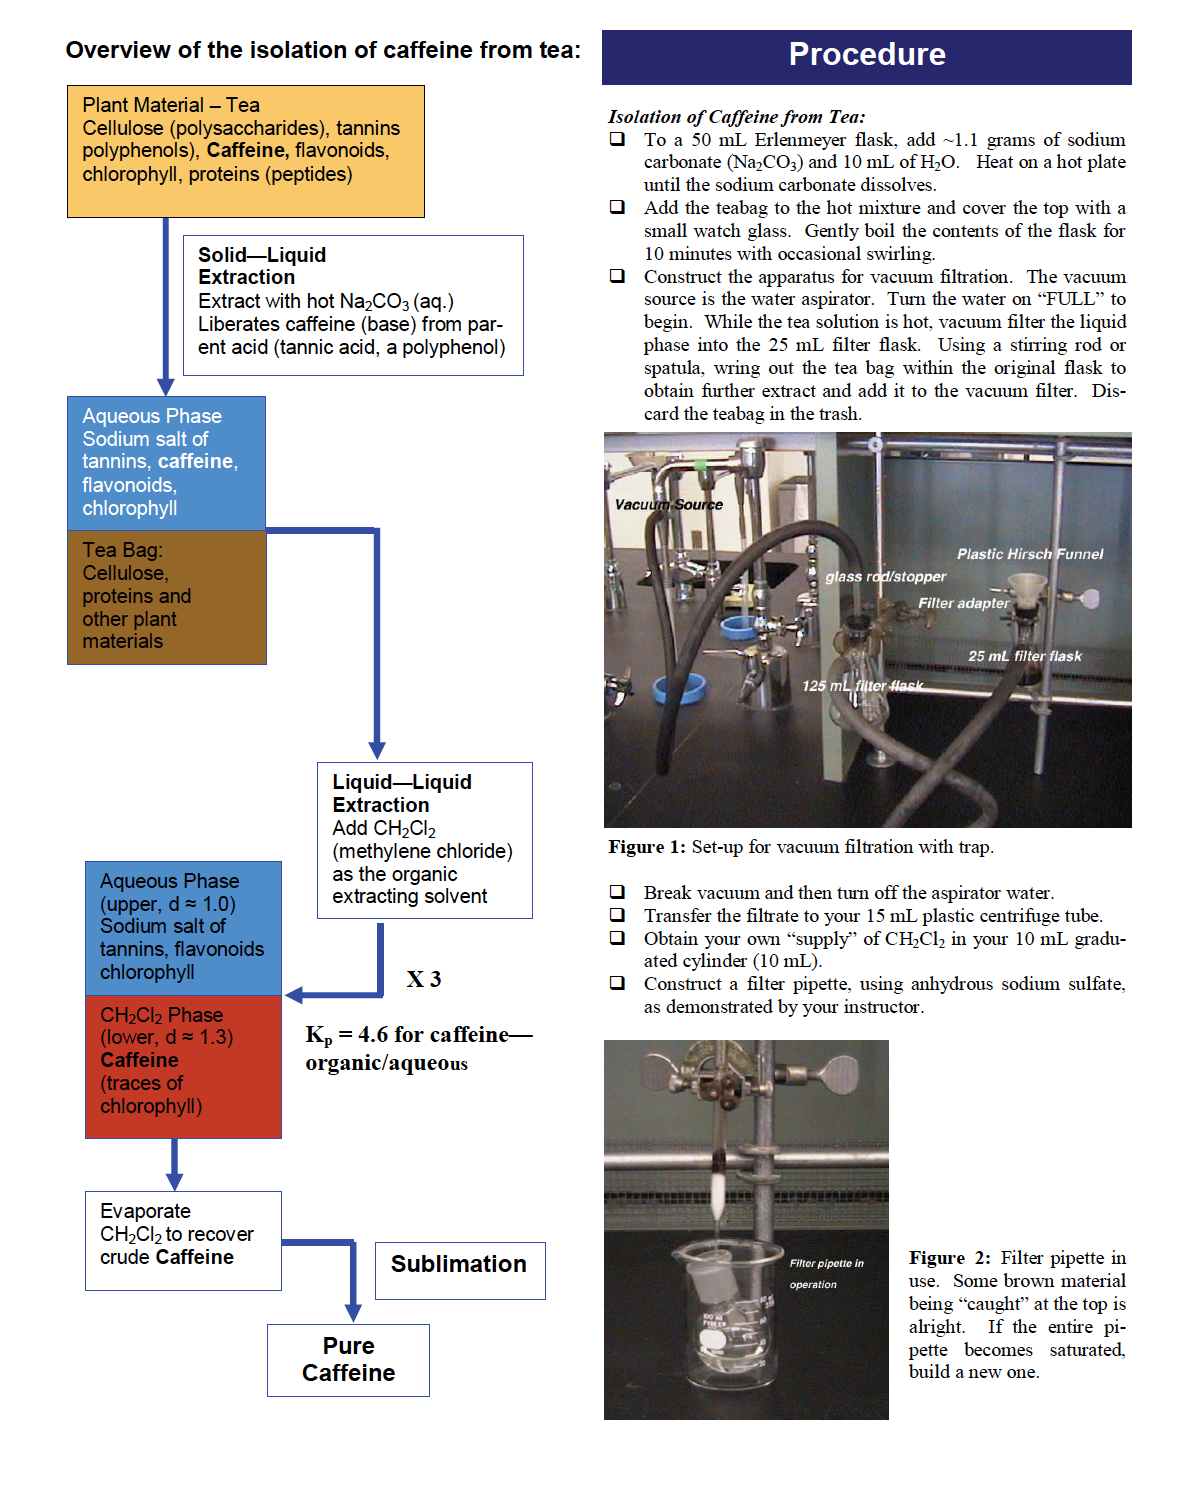 Overview of the isolation of caffeine from tea:
Plant Material – Tea
Cellulose (polysaccharides), tannins
polyphenols), Caffeine, flavonoids,
chlorophyll, proteins (peptides)
Solid—Liquid
Extraction
Extract with hot Na₂CO₃ (aq.)
Liberates caffeine (base) from par-
ent acid (tannic acid, a polyphenol)
Aqueous Phase
Sodium salt of
tannins, caffeine,
flavonoids,
chlorophyll
Tea Bag:
Cellulose,
proteins and
other plant
materials
Liquid—Liquid
Extraction
Add CH₂Cl₂
(methylene chloride)
as the organic
extracting solvent
Aqueous Phase
(upper, d ≈ 1.0)
Sodium salt of
tannins, flavonoids
chlorophyll
X 3
CH₂Cl₂ Phase
(lower, d ≈ 1.3)
Caffeine
(traces of
chlorophyll)
Kₚ = 4.6 for caffeine—
organic/aqueous
Evaporate
CH₂Cl₂ to recover
crude Caffeine
Sublimation
Pure
Caffeine
Procedure
Isolation of Caffeine from Tea:
❑ To a 50 mL Erlenmeyer flask, add ~1.1 grams of sodium
carbonate (Na₂CO₃) and 10 mL of H₂O. Heat on a hot plate
until the sodium carbonate dissolves.
❑ Add the teabag to the hot mixture and cover the top with a
small watch glass. Gently boil the contents of the flask for
10 minutes with occasional swirling.
❑ Construct the apparatus for vacuum filtration. The vacuum
source is the water aspirator. Turn the water on “FULL” to
begin. While the tea solution is hot, vacuum filter the liquid
phase into the 25 mL filter flask. Using a stirring rod or
spatula, wring out the tea bag within the original flask to
obtain further extract and add it to the vacuum filter. Dis-
card the teabag in the trash.
Vacuum Source
Plastic Hirsch Funnel
glass rod/stopper
Filter adapter
25 mL filter flask
125 mL filter flask
Figure 1: Set-up for vacuum filtration with trap.
❑ Break vacuum and then turn off the aspirator water.
❑ Transfer the filtrate to your 15 mL plastic centrifuge tube.
❑ Obtain your own “supply” of CH₂Cl₂ in your 10 mL gradu-
ated cylinder (10 mL).
❑ Construct a filter pipette, using anhydrous sodium sulfate,
as demonstrated by your instructor.
Filter pipette in
operation
Figure 2: Filter pipette in
use. Some brown material
being “caught” at the top is
alright. If the entire pi-
pette becomes saturated,
build a new one.